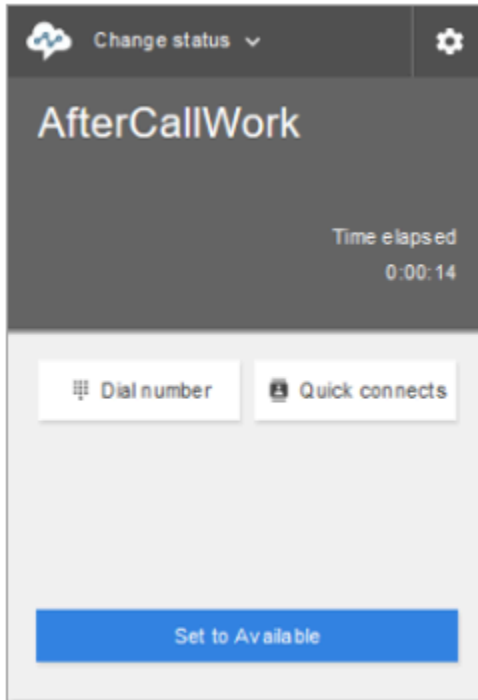 Change status
AfterCallWork
Time elapsed
0:00:14
Dial number
Quick connects
Set to Available